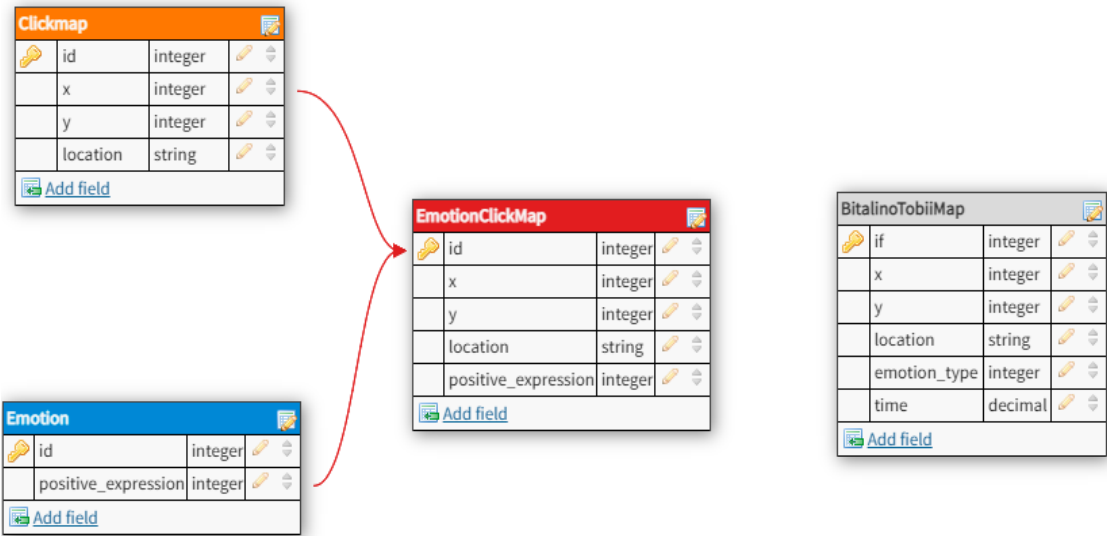 Clickmap
id integer
x integer
y integer
location string
Add field
EmotionClickMap
id integer
x integer
y integer
location string
positive_expression integer
Add field
BitalinoTobiiMap
if integer
x integer
y integer
location string
emotion_type integer
time decimal
Add field
Emotion
id integer
positive_expression integer
Add field